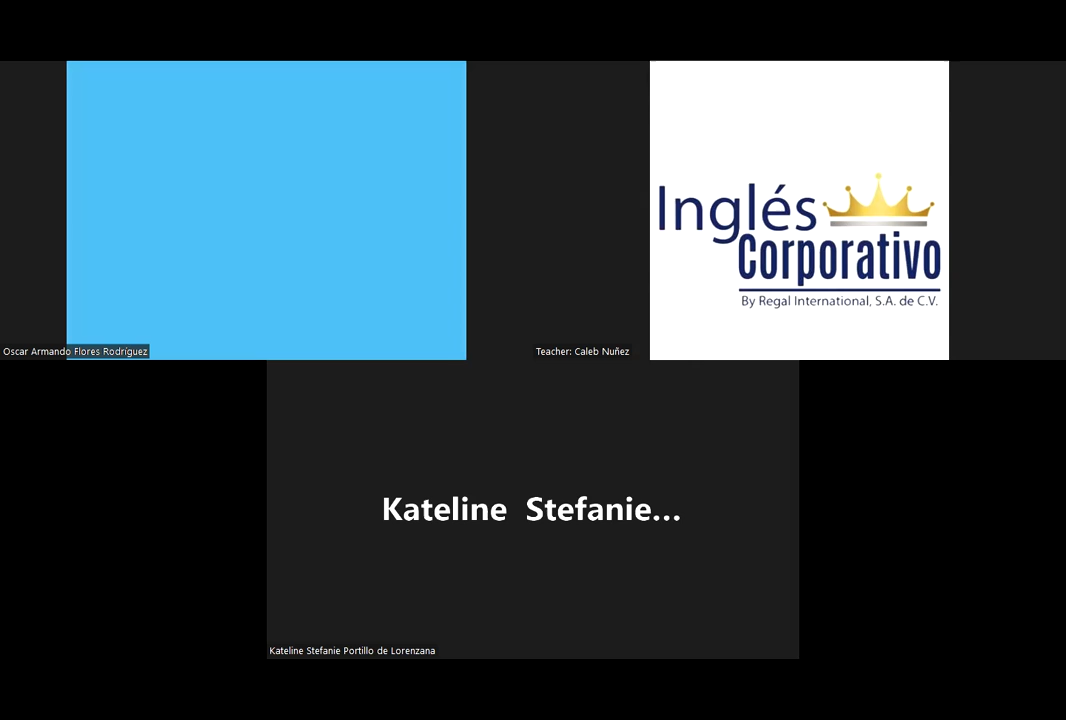 Inglés
Corporativo
By Regal International, S.A. de C.V.
Oscar Armando Flores Rodríguez
Teacher: Caleb Nuñez
Kateline Stefanie...
Kateline Stefanie Portillo de Lorenzana